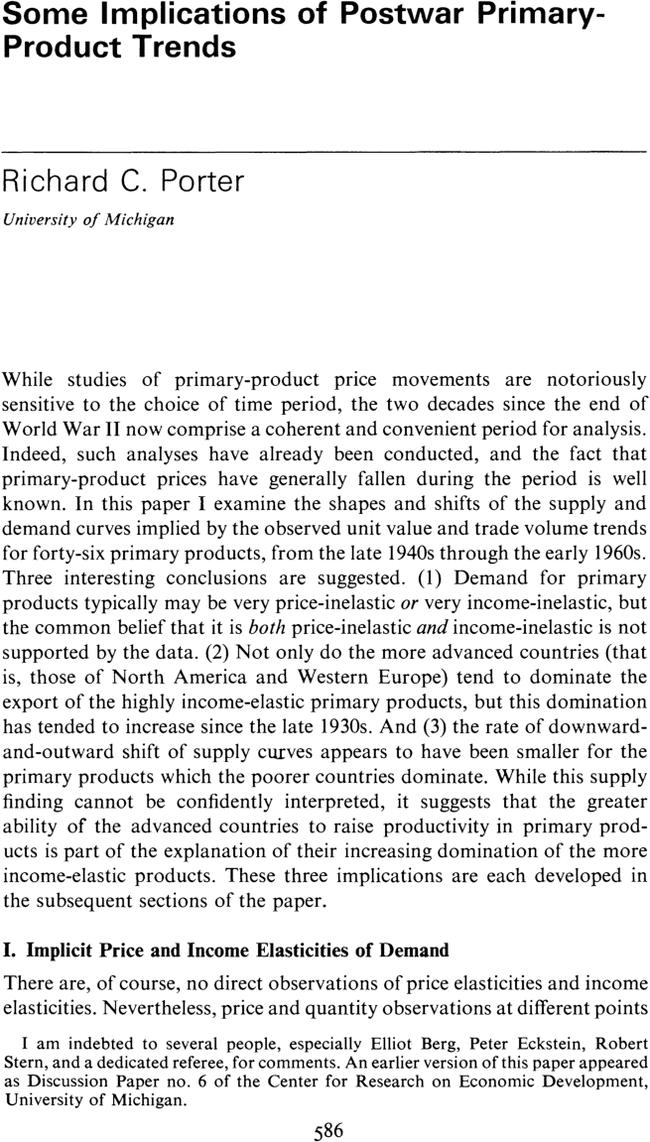 Some Implications of Postwar Primary-
Product Trends
Richard C. Porter
University of Michigan
While studies of primary-product price movements are notoriously
sensitive to the choice of time period, the two decades since the end of
World War II now comprise a coherent and convenient period for analysis.
Indeed, such analyses have already been conducted, and the fact that
primary-product prices have generally fallen during the period is well
known. In this paper I examine the shapes and shifts of the supply and
demand curves implied by the observed unit value and trade volume trends
for forty-six primary products, from the late 1940s through the early 1960s.
Three interesting conclusions are suggested. (1) Demand for primary
products typically may be very price-inelastic or very income-inelastic, but
the common belief that it is both price-inelastic and income-inelastic is not
supported by the data. (2) Not only do the more advanced countries (that
is, those of North America and Western Europe) tend to dominate the
export of the highly income-elastic primary products, but this domination
has tended to increase since the late 1930s. And (3) the rate of downward-
and-outward shift of supply curves appears to have been smaller for the
primary products which the poorer countries dominate. While this supply
finding cannot be confidently interpreted, it suggests that the greater
ability of the advanced countries to raise productivity in primary prod-
ucts is part of the explanation of their increasing domination of the more
income-elastic products. These three implications are each developed in
the subsequent sections of the paper.
I. Implicit Price and Income Elasticities of Demand
There are, of course, no direct observations of price elasticities and income
elasticities. Nevertheless, price and quantity observations at different points
I am indebted to several people, especially Elliot Berg, Peter Eckstein, Robert
Stern, and a dedicated referee, for comments. An earlier version of this paper appeared
as Discussion Paper no. 6 of the Center for Research on Economic Development,
University of Michigan.
586